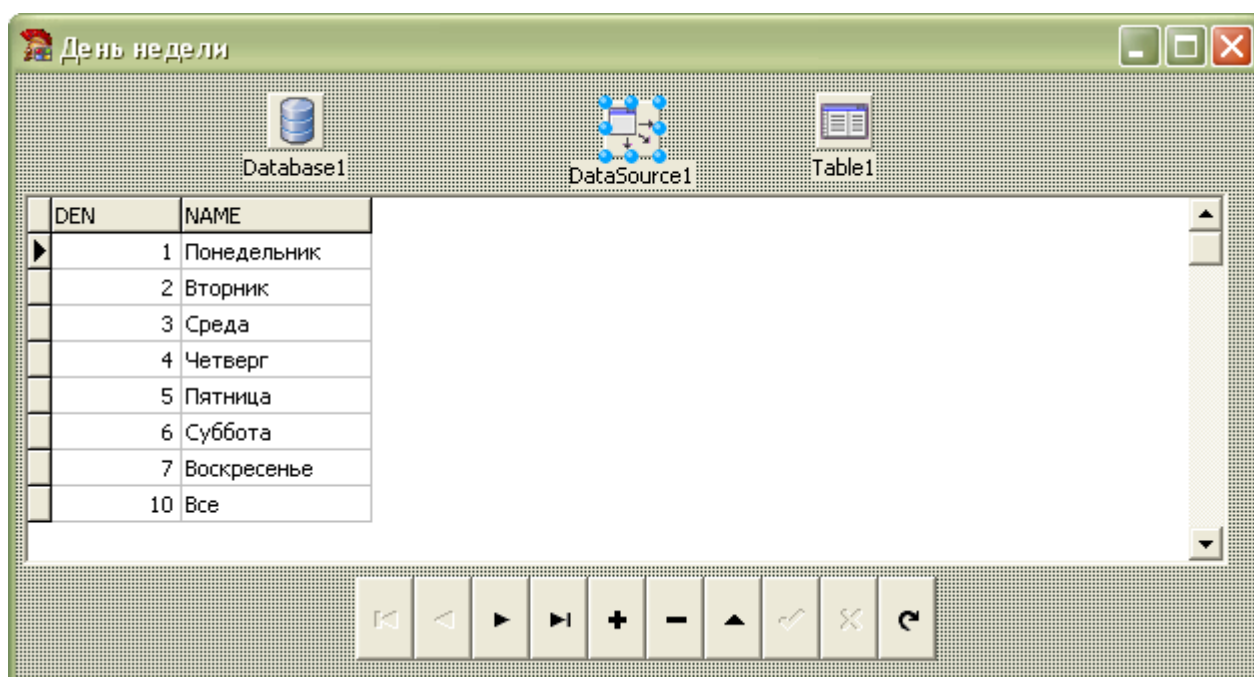 День недели
Database1 DataSource1 Table1
DEN NAME
1 Понедельник
2 Вторник
3 Среда
4 Четверг
5 Пятница
6 Суббота
7 Воскресенье
10 Все